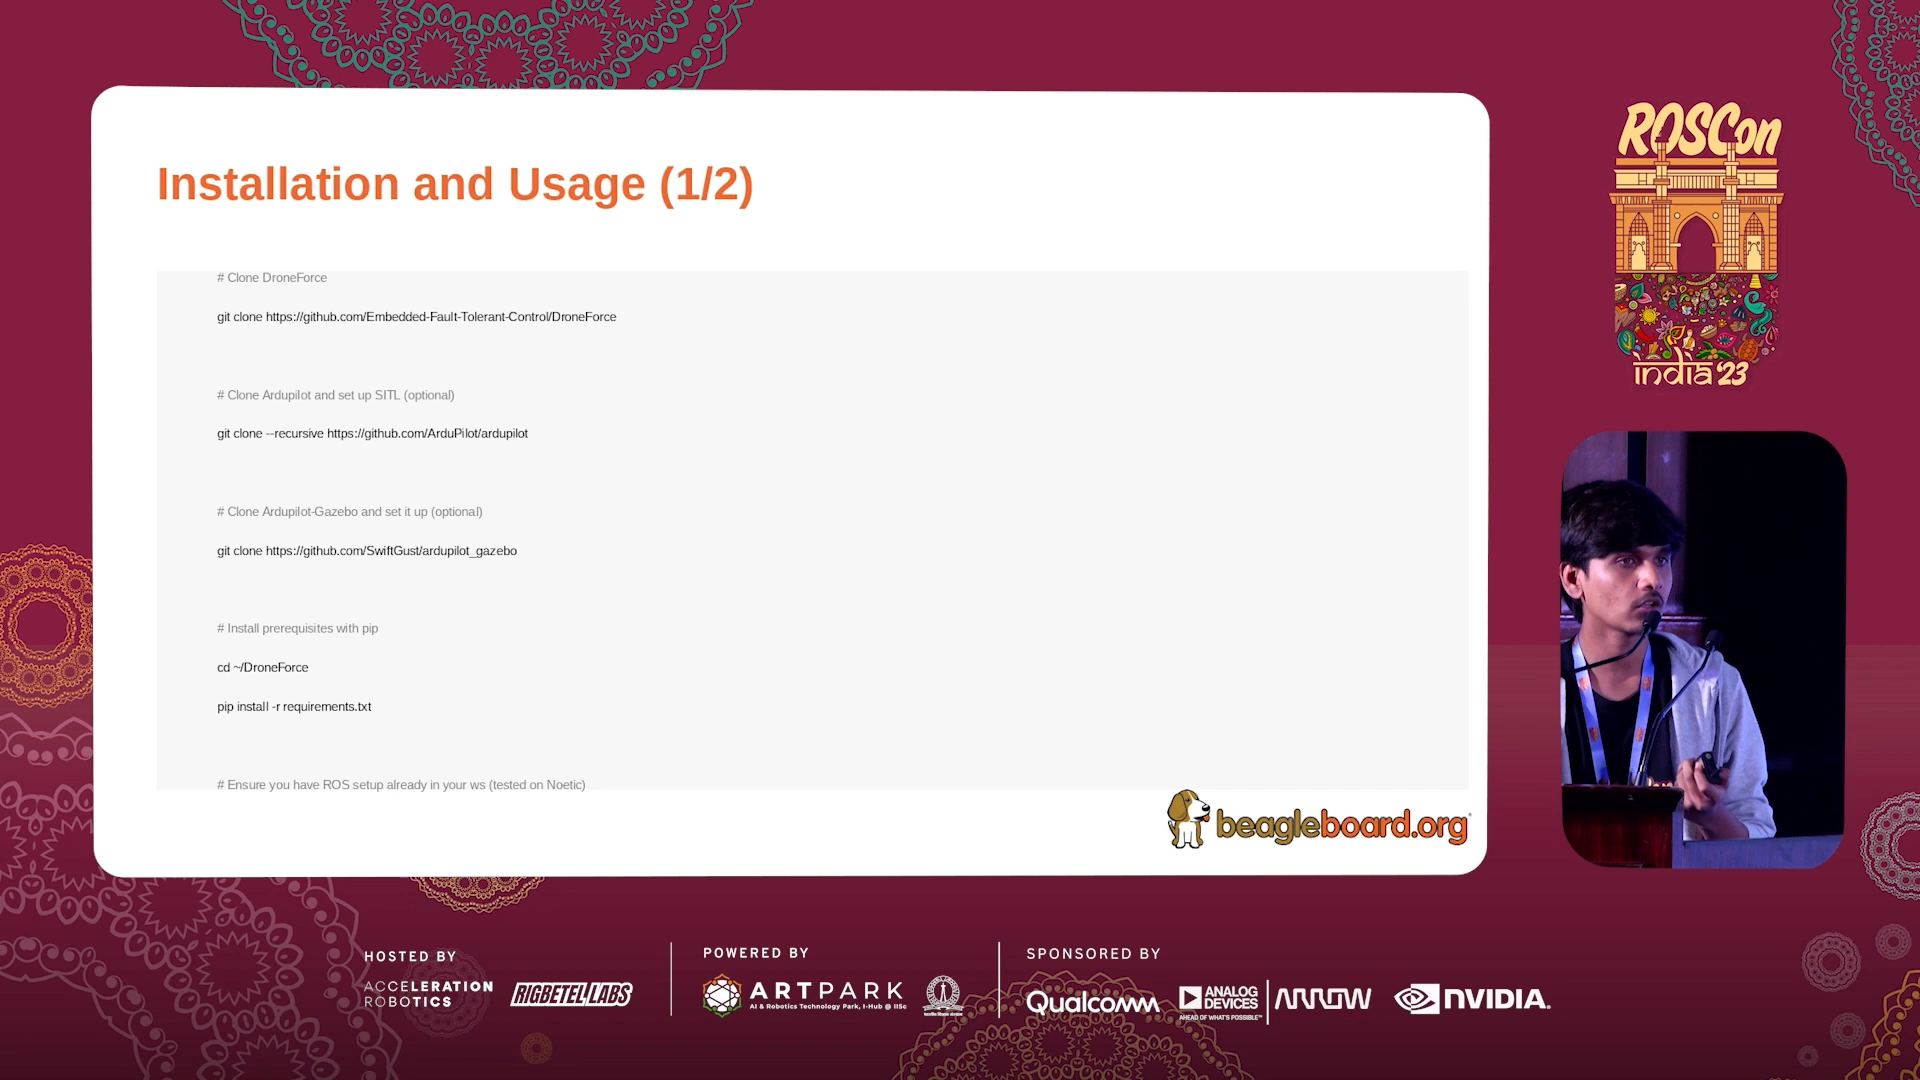 Installation and Usage (1/2)
# Clone DroneForce
git clone https://github.com/Embedded-Fault-Tolerant-Control/DroneForce
# Clone Ardupilot and set up SITL (optional)
git clone --recursive https://github.com/ArduPilot/ardupilot
# Clone Ardupilot-Gazebo and set it up (optional)
git clone https://github.com/SwiftGust/ardupilot_gazebo
# Install prerequisites with pip
cd ~/DroneForce
pip install -r requirements.txt
# Ensure you have ROS setup already in your ws (tested on Noetic)
beagleboard.org
ROSCon
india'23
HOSTED BY
ACCELERATION
ROBOTICS
RIGBETEL LABS
POWERED BY
ARTPARK
AI & Robotics Technology Park, I-Hub @ IISc
SPONSORED BY
Qualcomm
ANALOG
DEVICES
AHEAD OF WHAT'S POSSIBLE™
ARROW
NVIDIA.